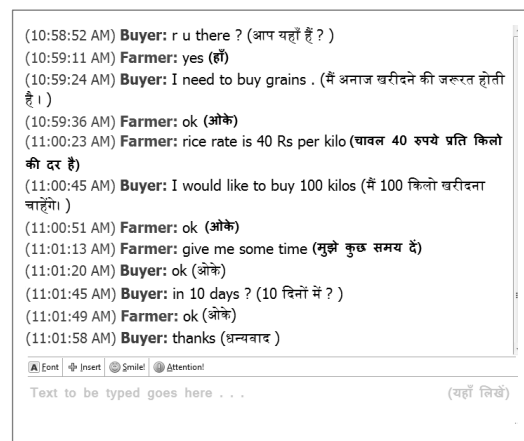 (10:58:52 AM) Buyer: r u there ? (आप यहाँ हैं ? )
(10:59:11 AM) Farmer: yes (हाँ)
(10:59:24 AM) Buyer: I need to buy grains . (मैं अनाज खरीदने की जरूरत होती
है । )
(10:59:36 AM) Farmer: ok (ओके)
(11:00:23 AM) Farmer: rice rate is 40 Rs per kilo (चावल 40 रुपये प्रति किलो
की दर है)
(11:00:45 AM) Buyer: I would like to buy 100 kilos (मैं 100 किलो खरीदना
चाहेंगे। )
(11:00:51 AM) Farmer: ok (ओके)
(11:01:13 AM) Farmer: give me some time (मुझे कुछ समय दें)
(11:01:20 AM) Buyer: ok (ओके)
(11:01:45 AM) Buyer: in 10 days ? (10 दिनों में ? )
(11:01:49 AM) Farmer: ok (ओके)
(11:01:58 AM) Buyer: thanks (धन्यवाद )
A Font Insert Smile! Attention!
Text to be typed goes here . . . (यहाँ लिखें)